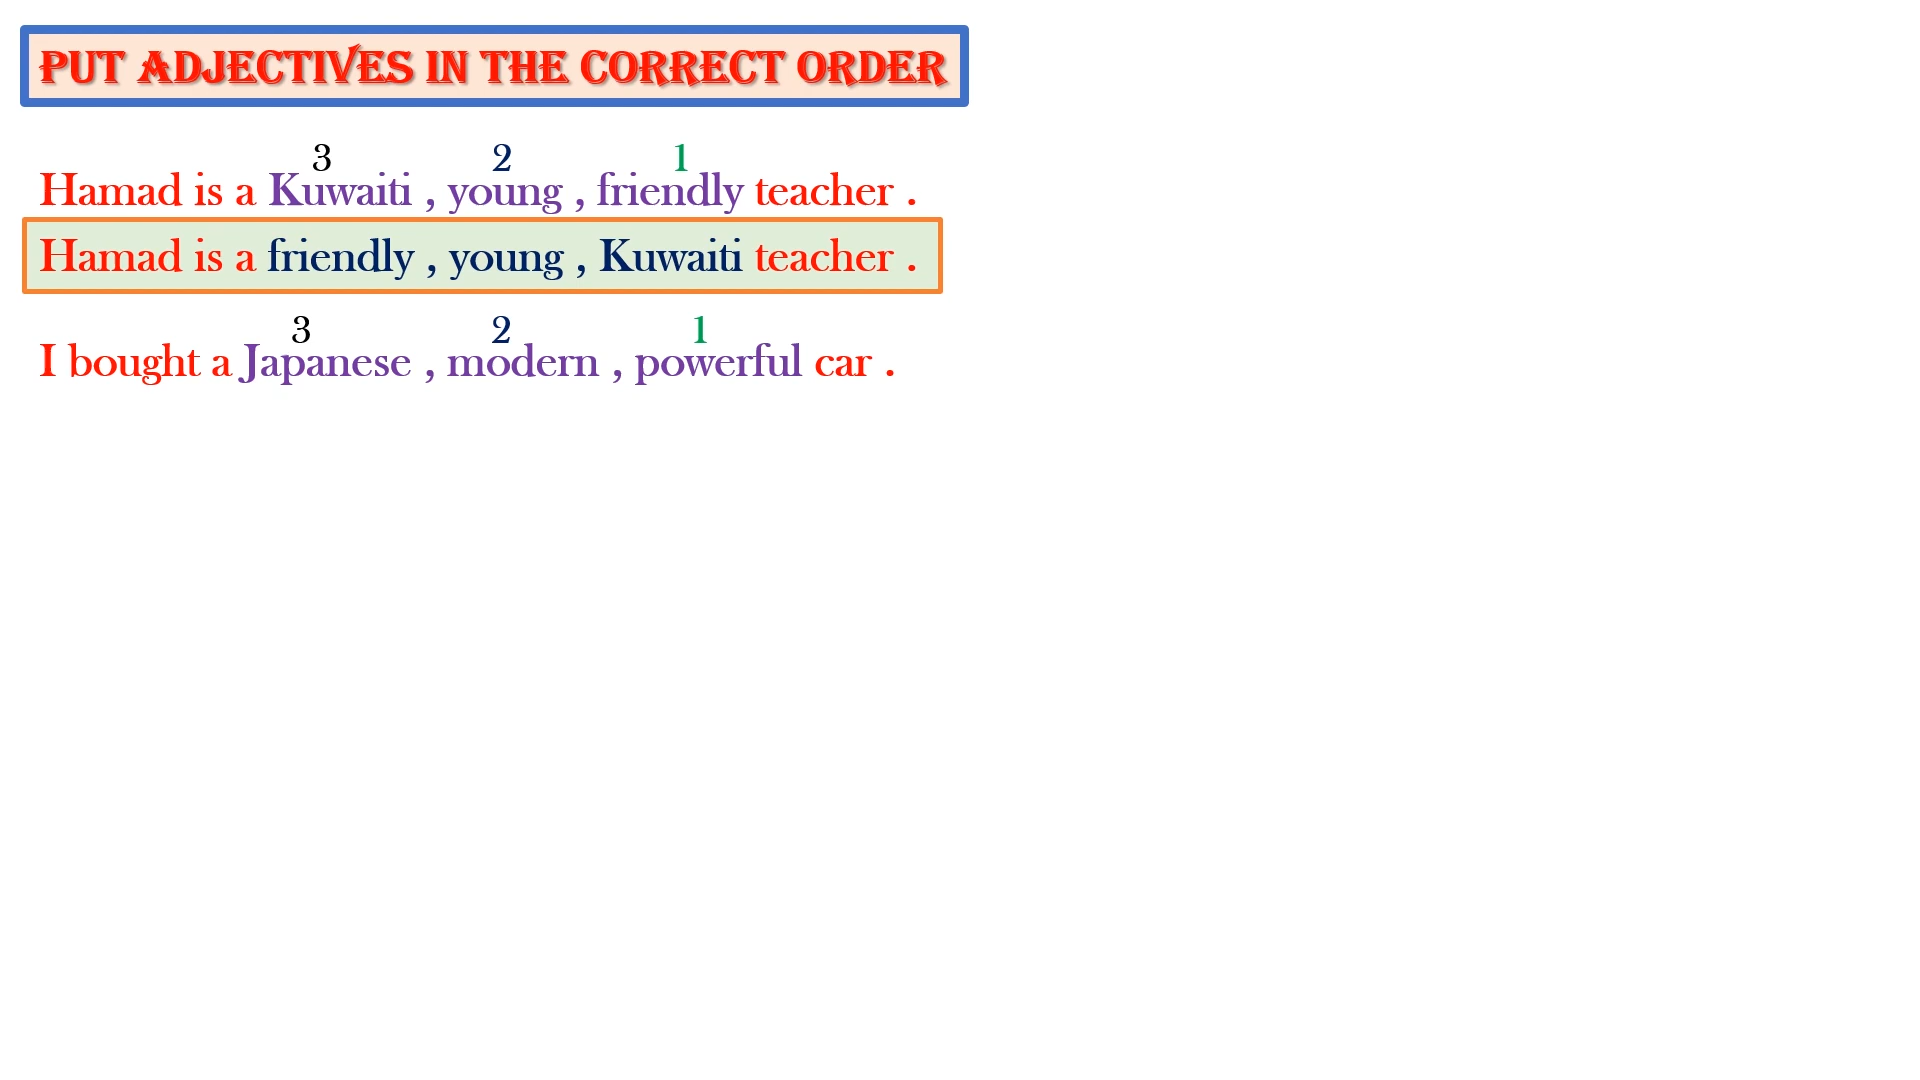 PUT ADJECTIVES IN THE CORRECT ORDER
3 2 1
Hamad is a Kuwaiti , young , friendly teacher .
Hamad is a friendly , young , Kuwaiti teacher .
3 2 1
I bought a Japanese , modern , powerful car .